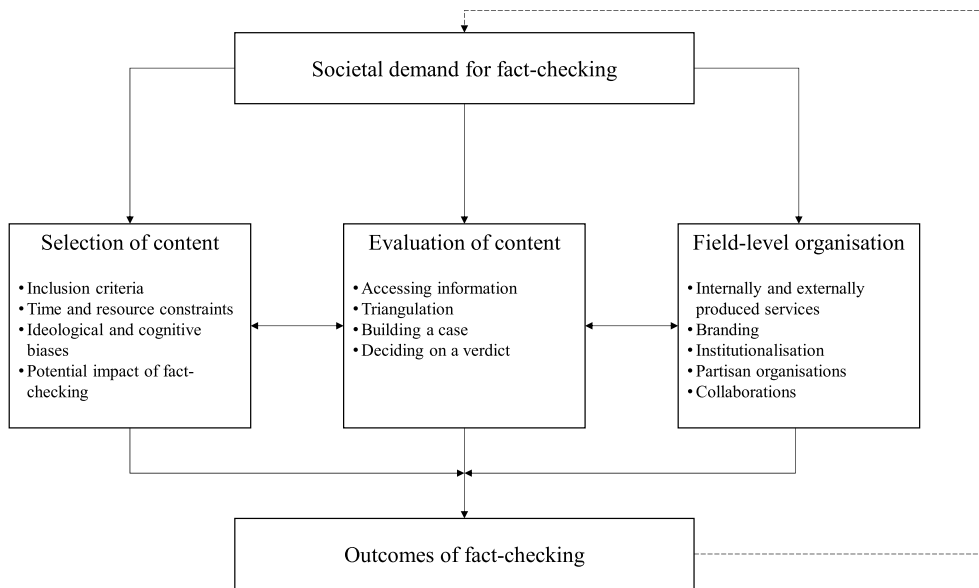 Societal demand for fact-checking
Selection of content
• Inclusion criteria
• Time and resource constraints
• Ideological and cognitive
biases
• Potential impact of fact-
checking
Evaluation of content
• Accessing information
• Triangulation
• Building a case
• Deciding on a verdict
Field-level organisation
• Internally and externally
produced services
• Branding
• Institutionalisation
• Partisan organisations
• Collaborations
Outcomes of fact-checking